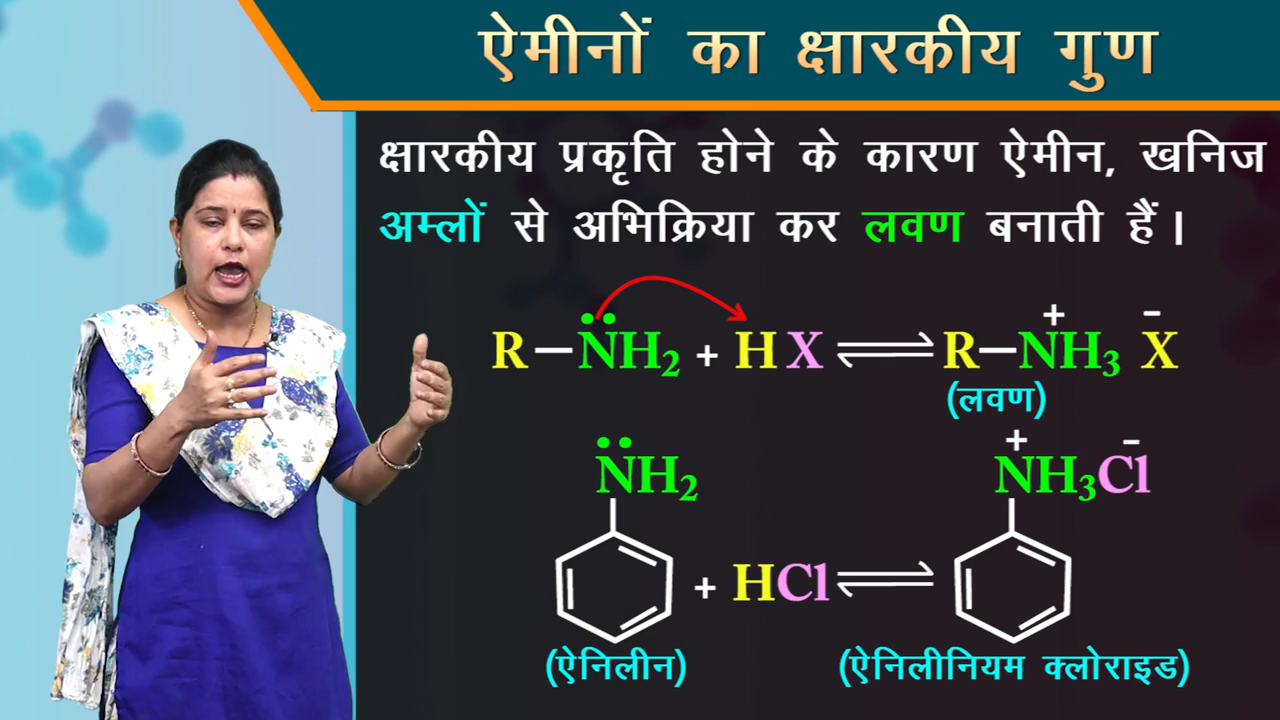 ऐमीनों का क्षारकीय गुण
क्षारकीय प्रकृति होने के कारण ऐमीन, खनिज
अम्लों से अभिक्रिया कर लवण बनाती हैं।
R–N̈H₂ + HX ⇌ R–N⁺H₃ X⁻
(लवण)
N̈H₂ N⁺H₃Cl⁻
+ HCl ⇌
(ऐनिलीन) (ऐनिलीनियम क्लोराइड)